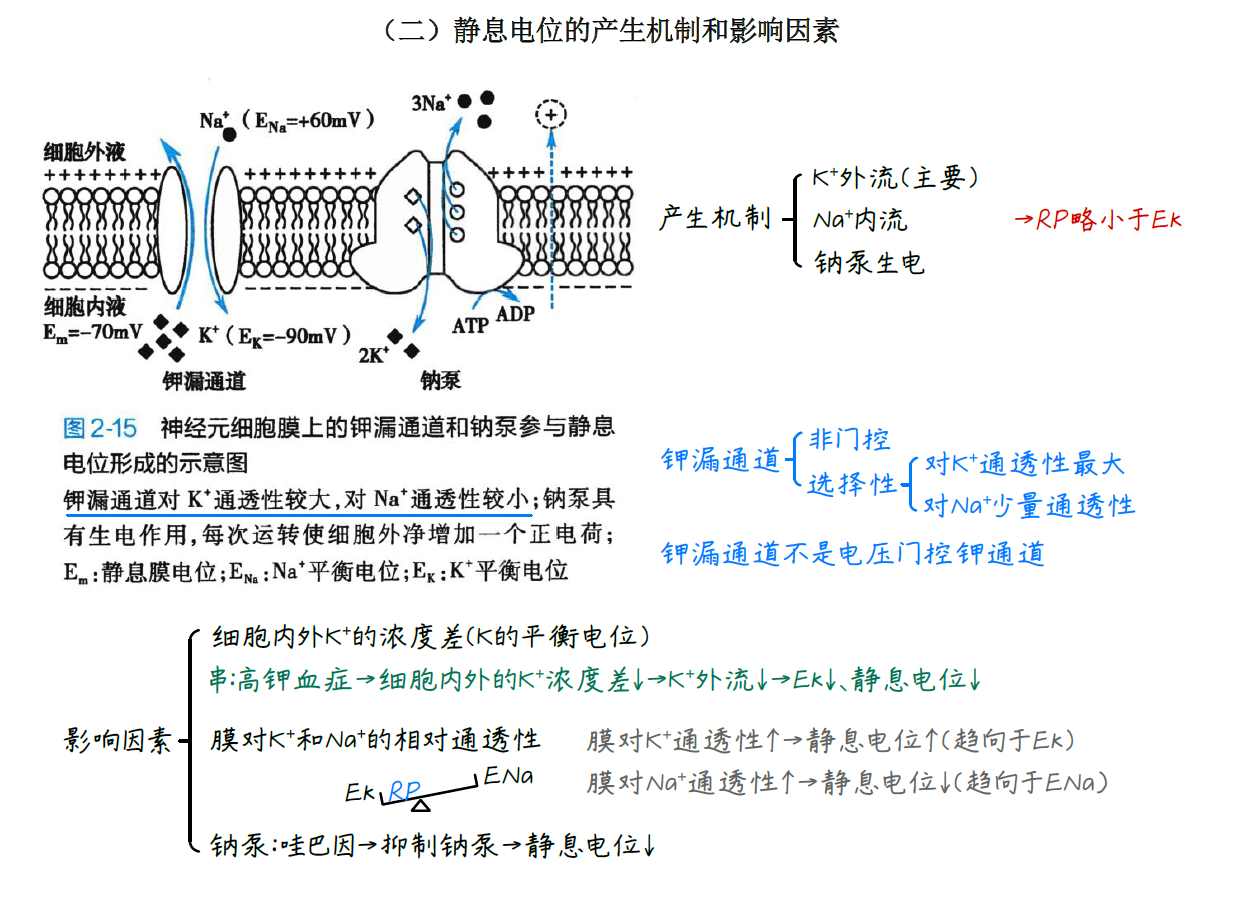 （二）静息电位的产生机制和影响因素
3Na⁺
Na⁺（E_Na=+60mV）
+
细胞外液
+++++++++ +++++++++++ +++++ ++++++
细胞内液
E_m=-70mV
K⁺（E_K=-90mV）
2K⁺
ATP
ADP
钾漏通道
钠泵
产生机制
K⁺外流(主要)
Na⁺内流
→RP略小于Ek
钠泵生电
图 2-15 神经元细胞膜上的钾漏通道和钠泵参与静息
电位形成的示意图
钾漏通道对 K⁺通透性较大,对 Na⁺通透性较小;钠泵具
有生电作用,每次运转使细胞外净增加一个正电荷;
E_m:静息膜电位;E_Na:Na⁺平衡电位;E_K:K⁺平衡电位
钾漏通道
非门控
选择性
对K⁺通透性最大
对Na⁺少量通透性
钾漏通道不是电压门控钾通道
影响因素
细胞内外K⁺的浓度差(K的平衡电位)
串:高钾血症→细胞内外的K⁺浓度差↓→K⁺外流↓→Ek↓、静息电位↓
膜对K⁺和Na⁺的相对通透性
膜对K⁺通透性↑→静息电位↑(趋向于Ek)
膜对Na⁺通透性↑→静息电位↓(趋向于ENa)
Ek RP ENa
钠泵:哇巴因→抑制钠泵→静息电位↓